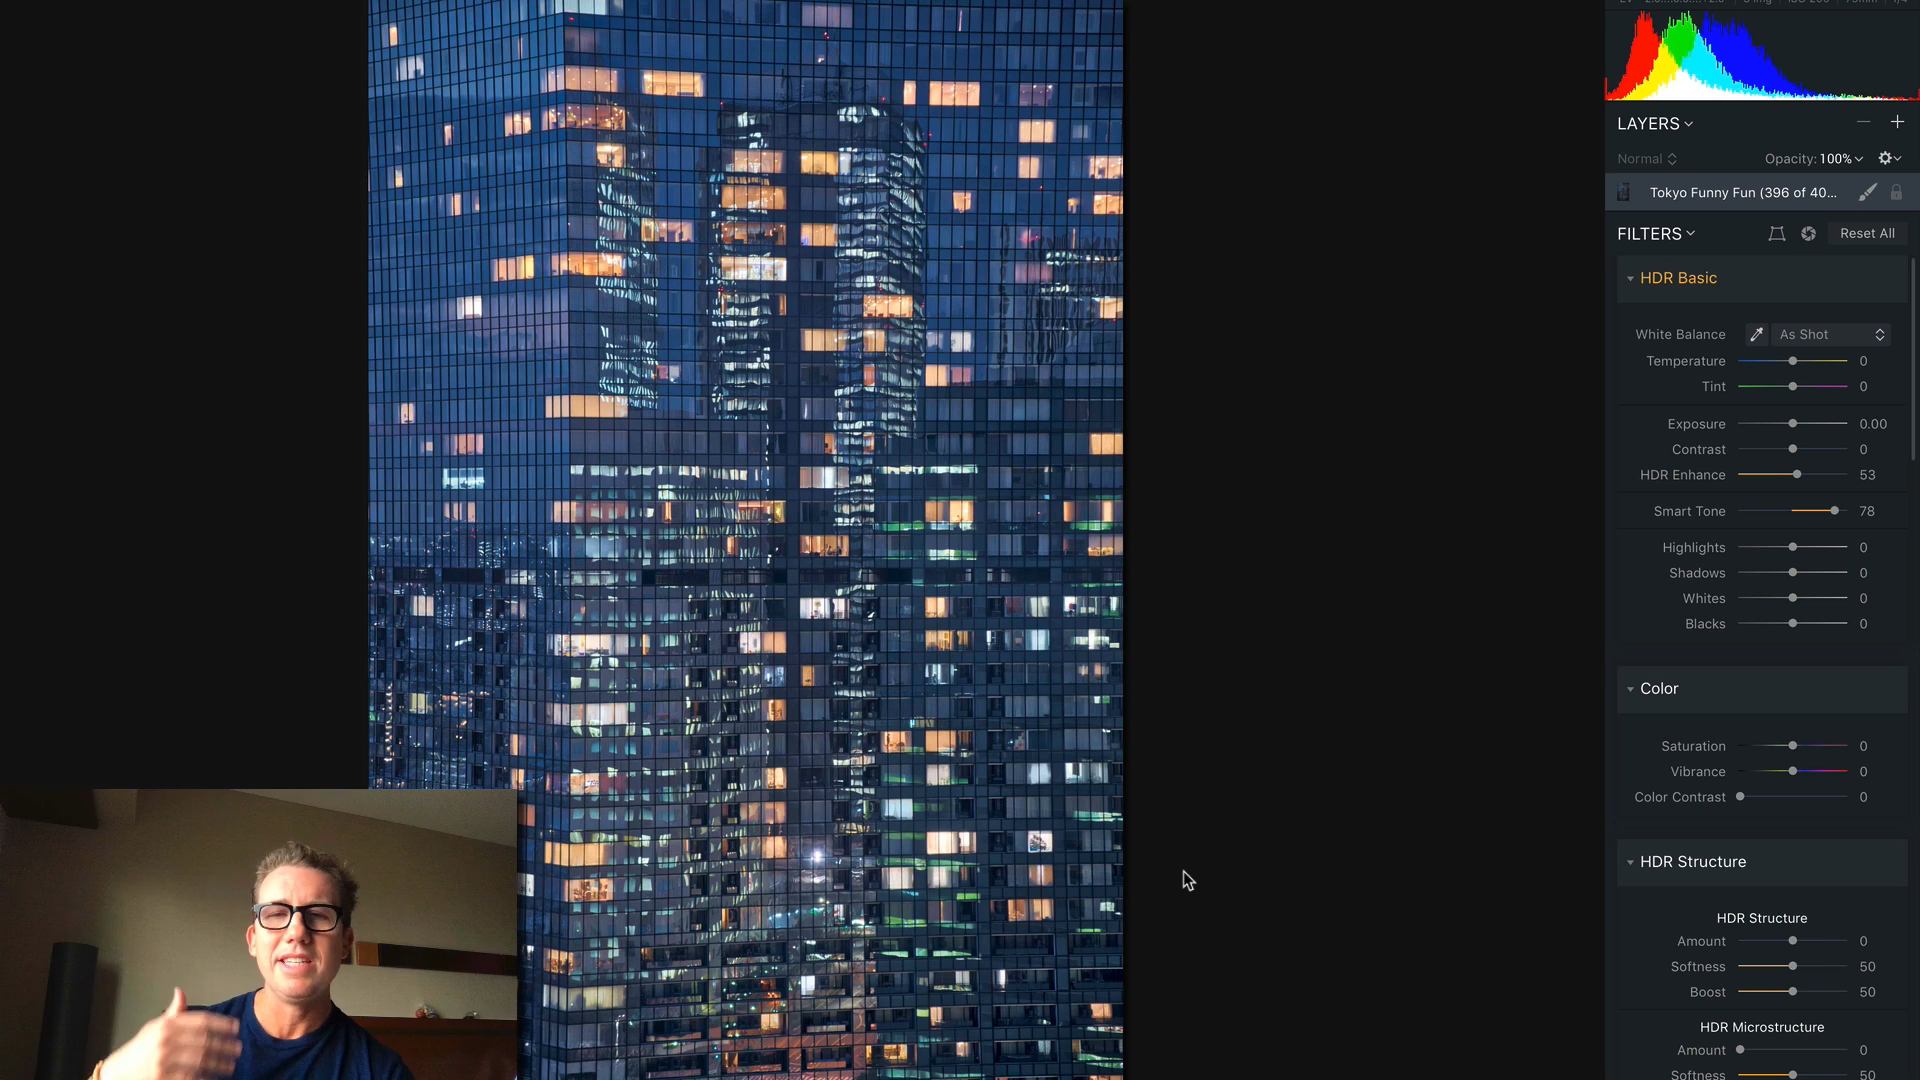 LAYERS
Normal Opacity: 100%
Tokyo Funny Fun (396 of 40...
FILTERS Reset All
HDR Basic
White Balance As Shot
Temperature 0
Tint 0
Exposure 0.00
Contrast 0
HDR Enhance 53
Smart Tone 78
Highlights 0
Shadows 0
Whites 0
Blacks 0
Color
Saturation 0
Vibrance 0
Color Contrast 0
HDR Structure
HDR Structure
Amount 0
Softness 50
Boost 50
HDR Microstructure
Amount 0
Softness 50